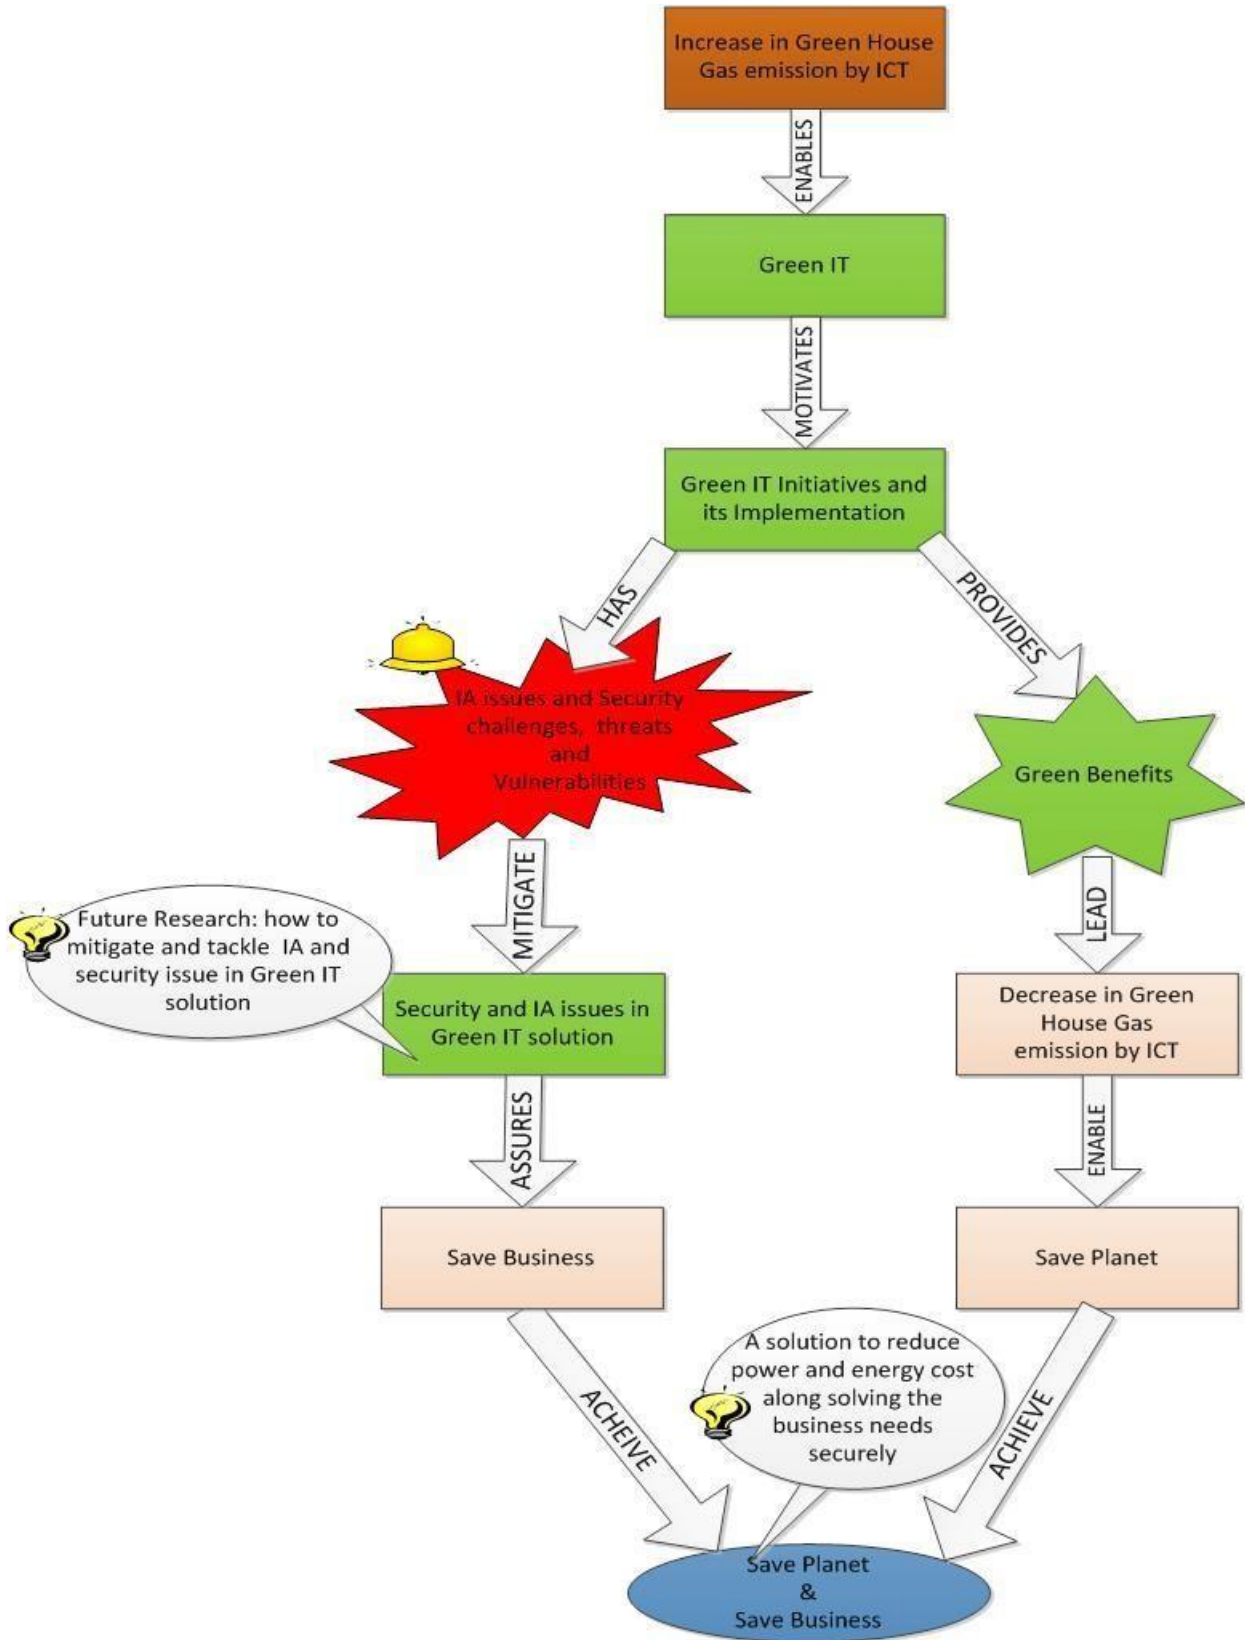 Increase in Green House
Gas emission by ICT
ENABLES
Green IT
MOTIVATES
Green IT Initiatives and
its Implementation
HAS
PROVIDES
IA issues and Security
challenges, threats
and
Vulnerabilities
Green Benefits
MITIGATE
LEAD
Future Research: how to
mitigate and tackle IA and
security issue in Green IT
solution
Security and IA issues in
Green IT solution
Decrease in Green
House Gas
emission by ICT
ASSURES
ENABLE
Save Business
Save Planet
A solution to reduce
power and energy cost
along solving the
business needs
securely
ACHEIVE
ACHIEVE
Save Planet
&
Save Business